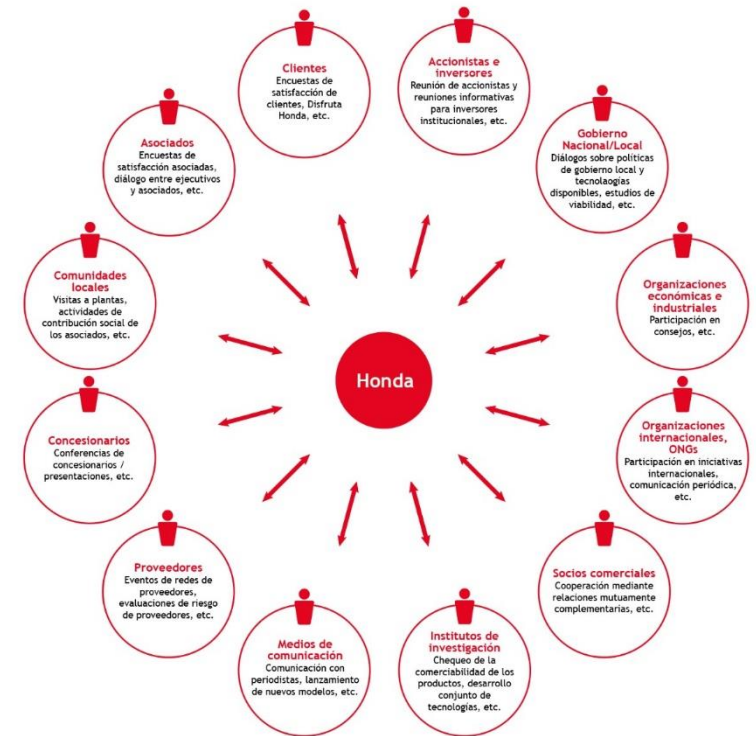 Clientes
Encuestas de
satisfacción de
clientes, Disfruta
Honda, etc.
Accionistas e
inversores
Reunión de accionistas y
reuniones informativas
para inversores
institucionales, etc.
Gobierno
Nacional/Local
Diálogos sobre políticas
de gobierno local y
tecnolaogías
disponibles, estudios de
viabilidad, etc.
Organizaciones
económicas e
industriales
Participación en
consejos, etc.
Organizaciones
internacionales,
ONGs
Participación en iniciativas
internacionales,
comunicación periódica,
etc.
Socios comerciales
Cooperación mediante
relaciones mutuamente
complementarias, etc.
Institutos de
investigación
Chequeo de la
comerciabilidad de los
productos, desarrollo
conjunto de
tecnologías, etc.
Medios de
comunicación
Comunicación con
periodistas, lanzamiento
de nuevos modelos, etc.
Proveedores
Eventos de redes de
proveedores,
evaluaciones de riesgo
de proveedores, etc.
Concesionarios
Conferencias de
concesionarios /
presentaciones, etc.
Comunidades
locales
Visitas a plantas,
actividades de
contribución social de
los asociados, etc.
Asociados
Encuestas de
satisfacción asociadas,
diálogo entre ejecutivos
y asociados, etc.
Honda